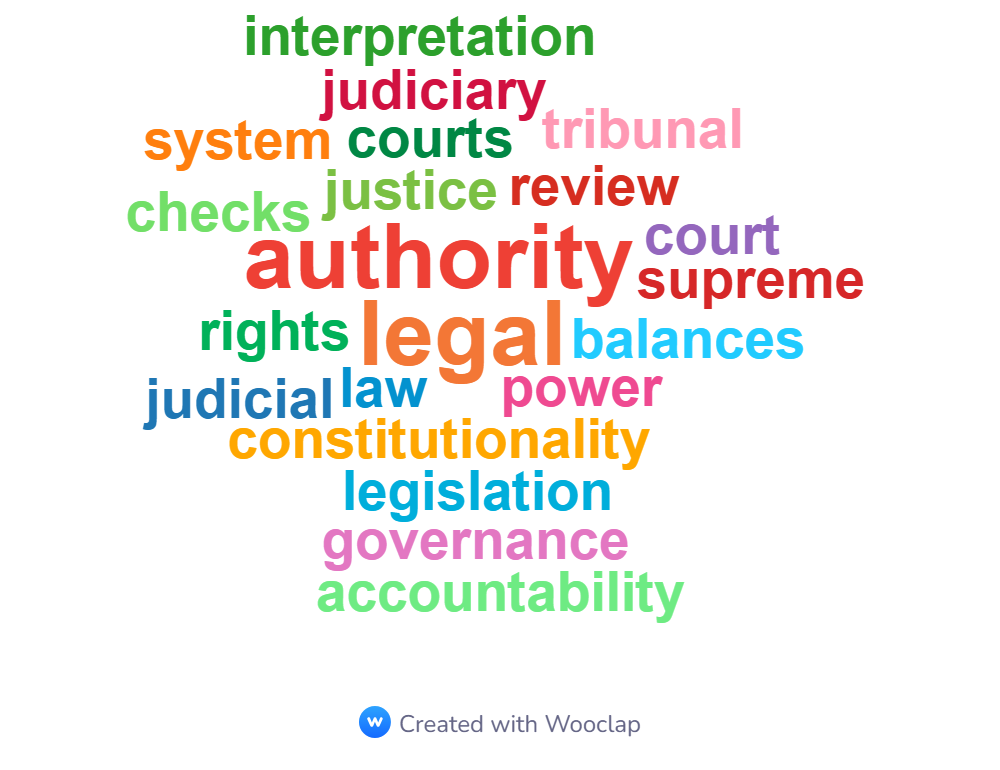 interpretation
judiciary
system courts tribunal
justice review
checks
authority court
supreme
rights legal balances
judicial law power
constitutionality
legislation
governance
accountability
w Created with Wooclap